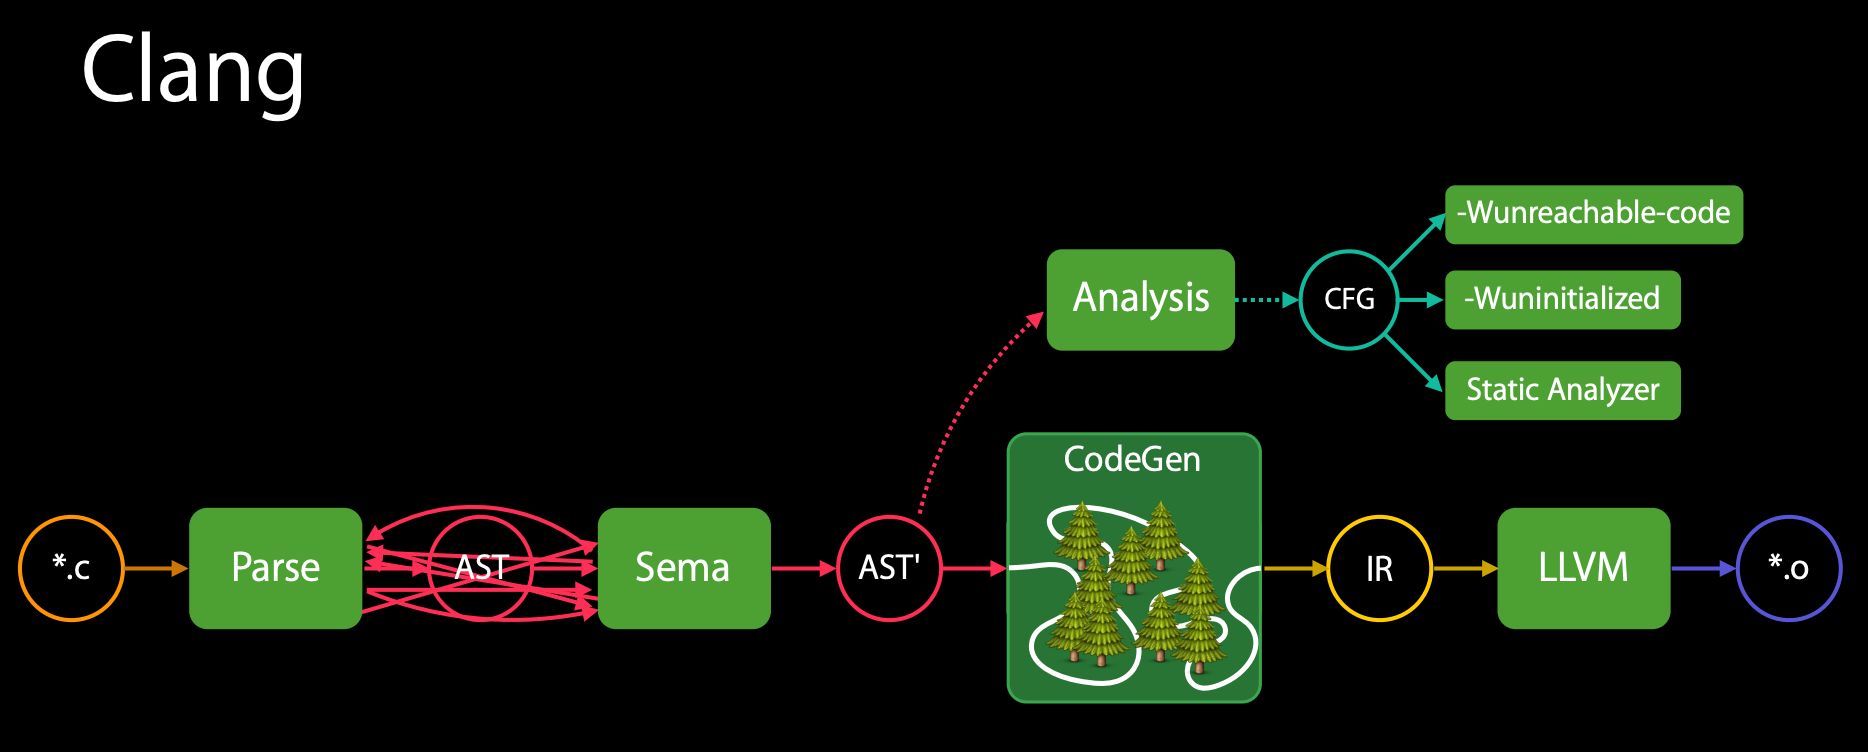 Clang
-Wunreachable-code
Analysis
CFG
-Wuninitialized
Static Analyzer
CodeGen
*.c
Parse
AST
Sema
AST'
IR
LLVM
*.o